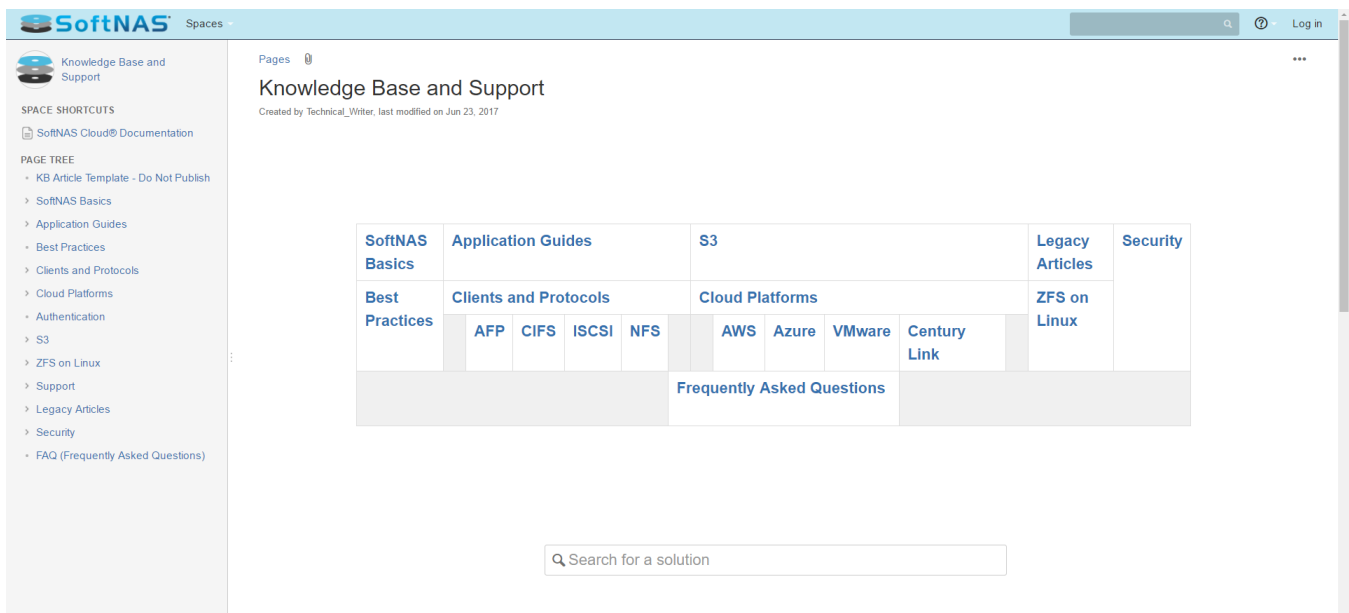 SoftNAS® Spaces
Log in
Knowledge Base and
Support
SPACE SHORTCUTS
SoftNAS Cloud® Documentation
PAGE TREE
KB Article Template - Do Not Publish
SoftNAS Basics
Application Guides
Best Practices
Clients and Protocols
Cloud Platforms
Authentication
S3
ZFS on Linux
Support
Legacy Articles
Security
FAQ (Frequently Asked Questions)
Pages
Knowledge Base and Support
Created by Technical_Writer, last modified on Jun 23, 2017
SoftNAS Basics
Application Guides
S3
Legacy Articles
Security
Best Practices
Clients and Protocols
Cloud Platforms
ZFS on Linux
AFP CIFS ISCSI NFS AWS Azure VMware Century Link
Frequently Asked Questions
Search for a solution